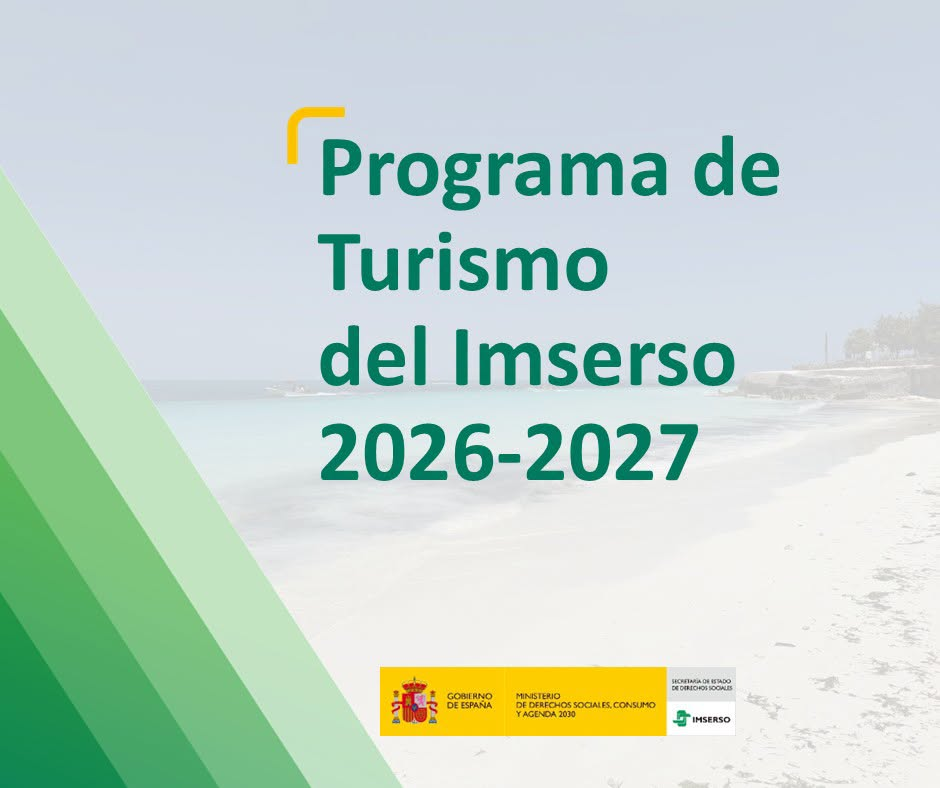 Programa de
Turismo
del Imserso
2026-2027
GOBIERNO
DE ESPAÑA
MINISTERIO
DE DERECHOS SOCIALES, CONSUMO
Y AGENDA 2030
SECRETARÍA DE ESTADO
DE DERECHOS SOCIALES
IMSERSO